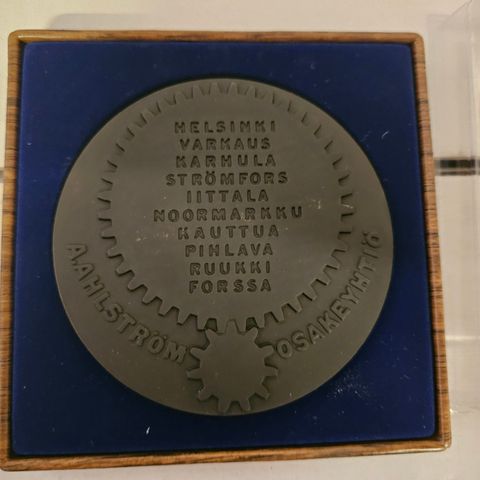 HELSINKI
VARKAUS
KARHULA
STRÖMFORS
IITTALA
NOORMARKKU
KAUTTUA
PIHLAVA
RUUKKI
FORSSA
A.AHLSTRÖM OSAKEYHTIÖ